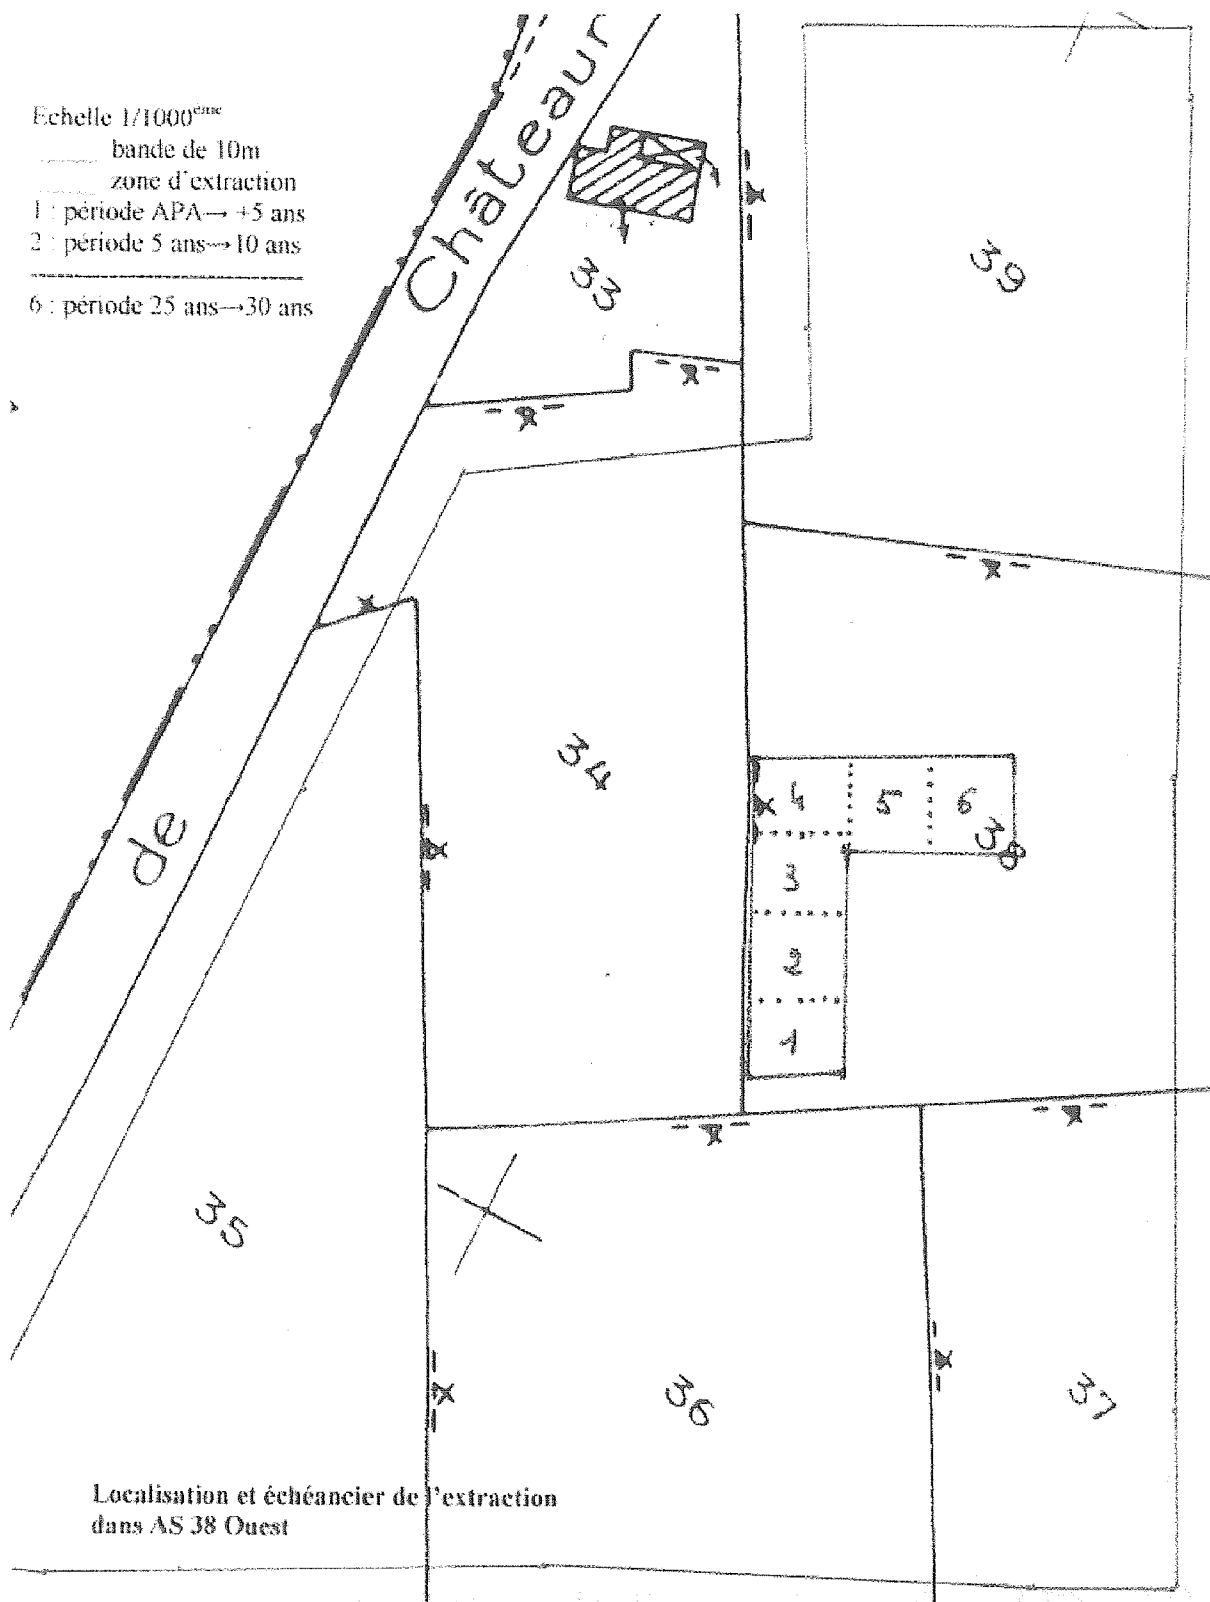 Echelle 1/1000ème
bande de 10m
zone d'extraction
1 : période APA→ +5 ans
2 : période 5 ans→10 ans
6 : période 25 ans→30 ans
Châteaur
de
33
39
34
4 5 6
38
3
2
1
35
36
37
Localisation et échéancier de l'extraction
dans AS 38 Ouest